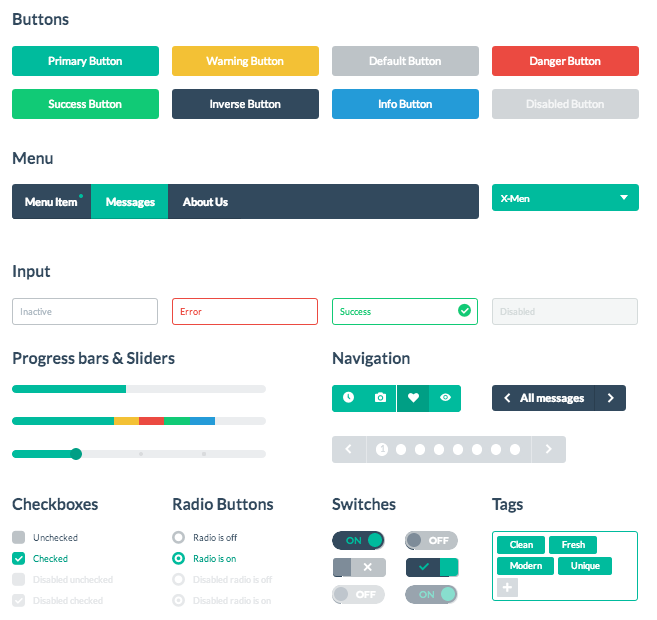 Buttons
Primary Button
Warning Button
Default Button
Danger Button
Success Button
Inverse Button
Info Button
Disabled Button
Menu
Menu Item
Messages
About Us
X-Men
Input
Inactive
Error
Success
Disabled
Progress bars & Sliders
Navigation
All messages
1
Checkboxes
Radio Buttons
Switches
Tags
Unchecked
Radio is off
ON
OFF
Clean
Fresh
Checked
Radio is on
Modern
Unique
Disabled unchecked
Disabled radio is off
Disabled checked
Disabled radio is on
OFF
ON